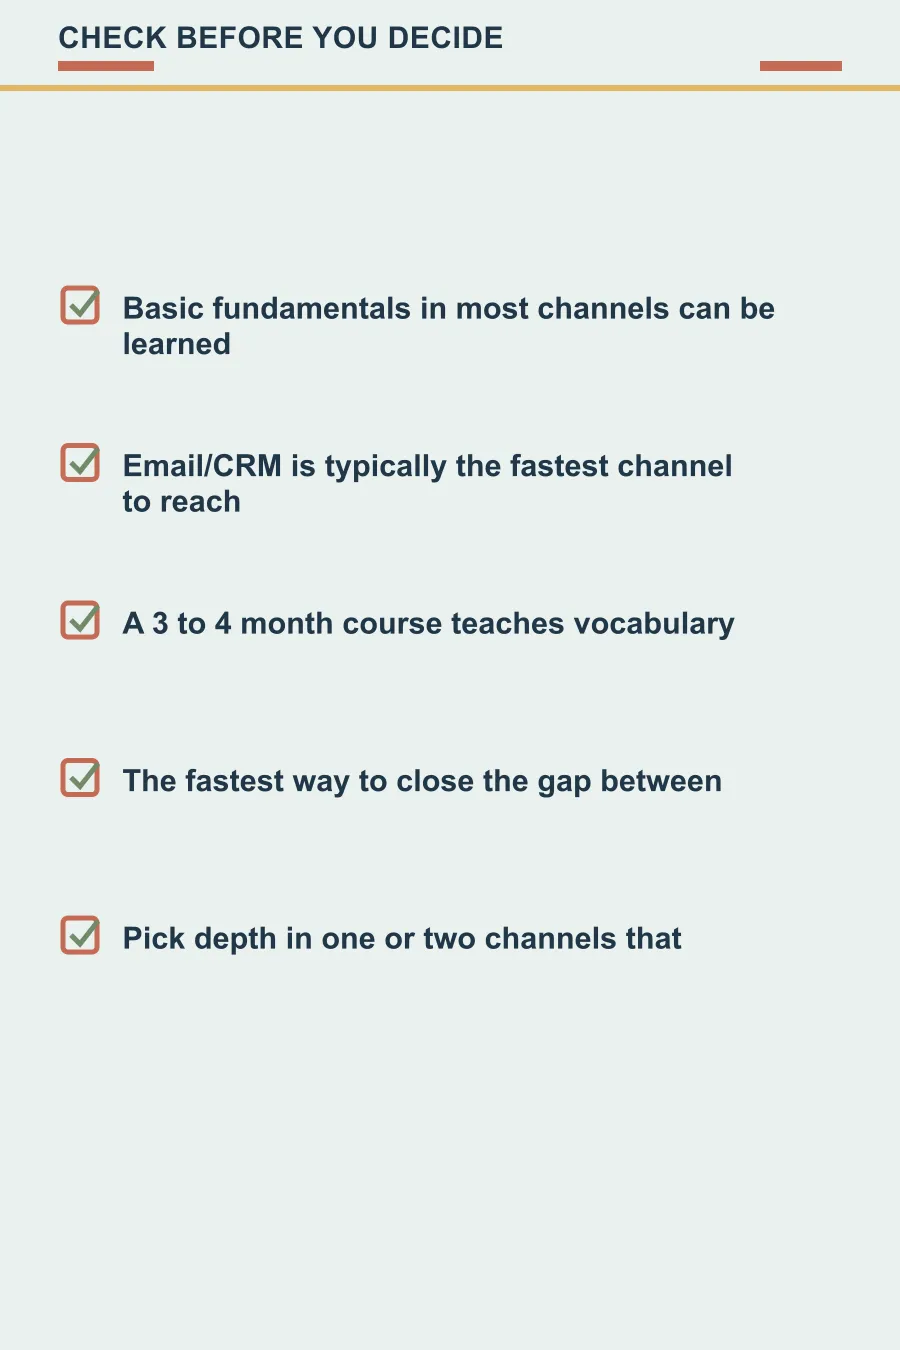 CHECK BEFORE YOU DECIDE
Basic fundamentals in most channels can be
learned
Email/CRM is typically the fastest channel
to reach
A 3 to 4 month course teaches vocabulary
The fastest way to close the gap between
Pick depth in one or two channels that